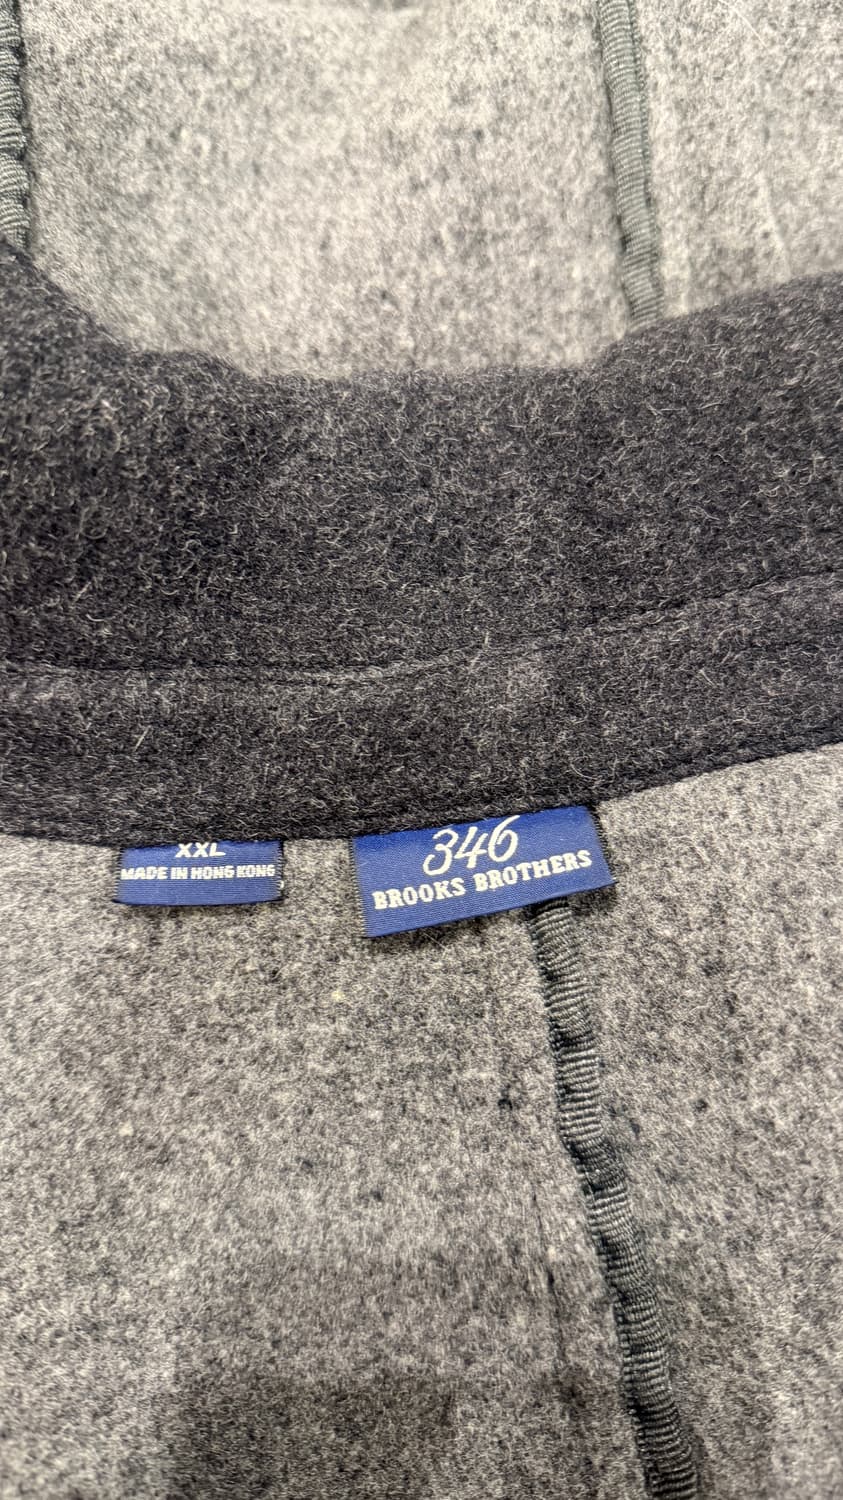 XXL
MADE IN HONG KONG
346
BROOKS BROTHERS